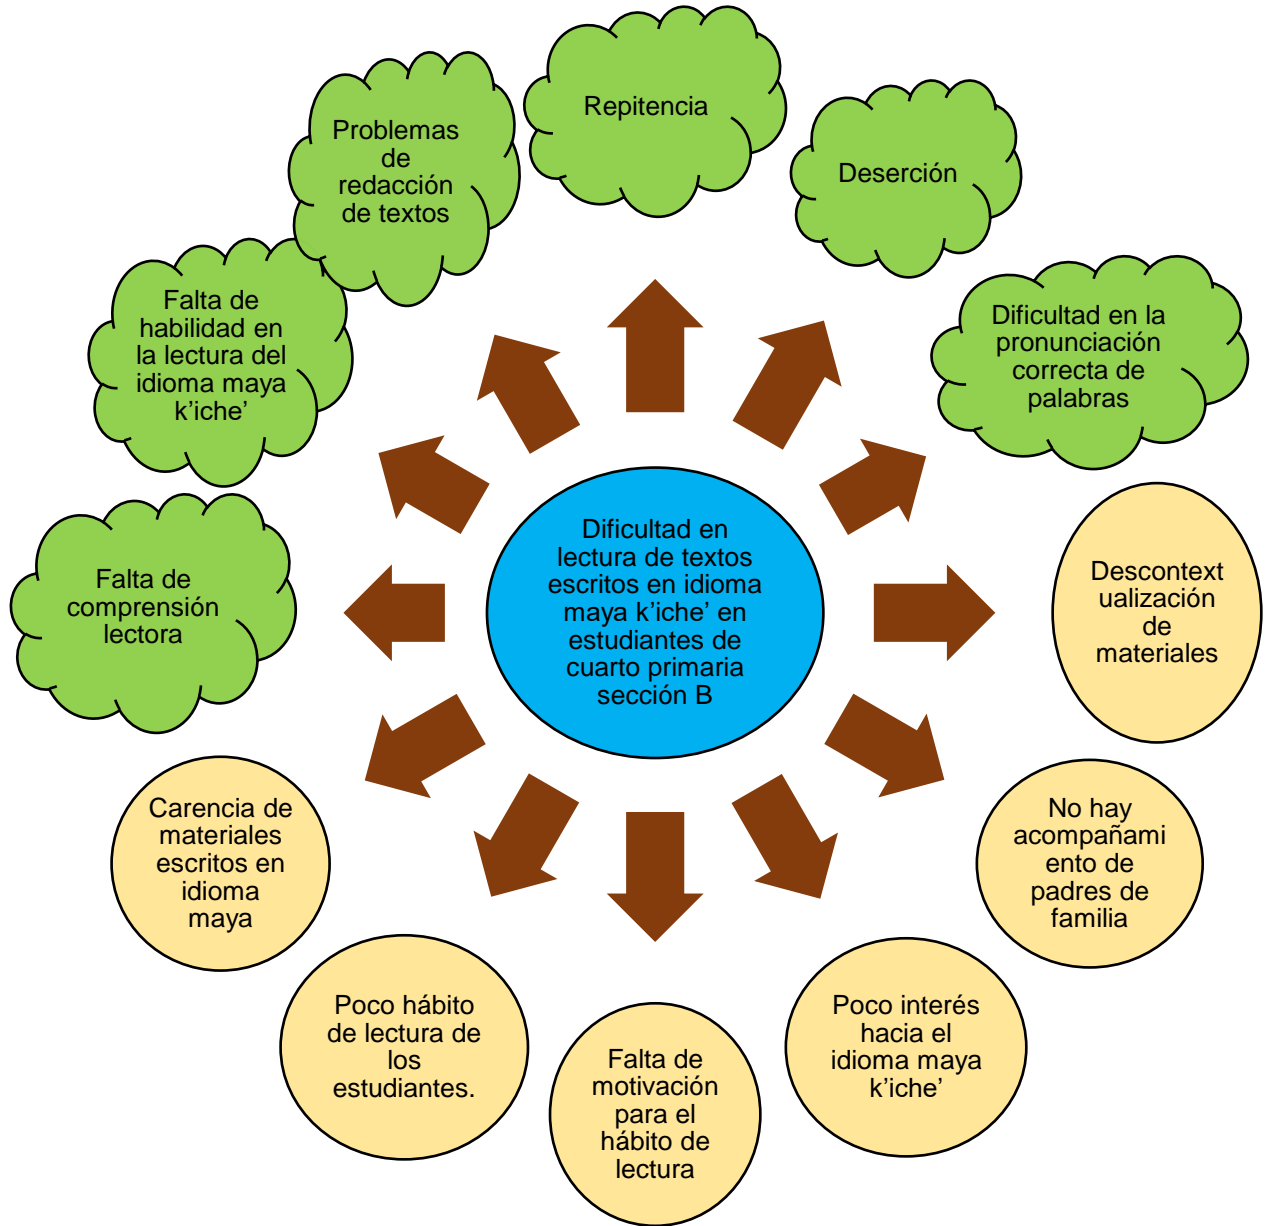 Repitencia
Problemas
de
redacción
de textos
Deserción
Falta de
habilidad en
la lectura del
idioma maya
k’iche’
Dificultad en la
pronunciación
correcta de
palabras
Falta de
comprensión
lectora
Dificultad en
lectura de textos
escritos en idioma
maya k’iche’ en
estudiantes de
cuarto primaria
sección B
Descontext
ualización
de
materiales
Carencia de
materiales
escritos en
idioma
maya
No hay
acompañami
ento de
padres de
familia
Poco hábito
de lectura de
los
estudiantes.
Falta de
motivación
para el
hábito de
lectura
Poco interés
hacia el
idioma maya
k’iche’